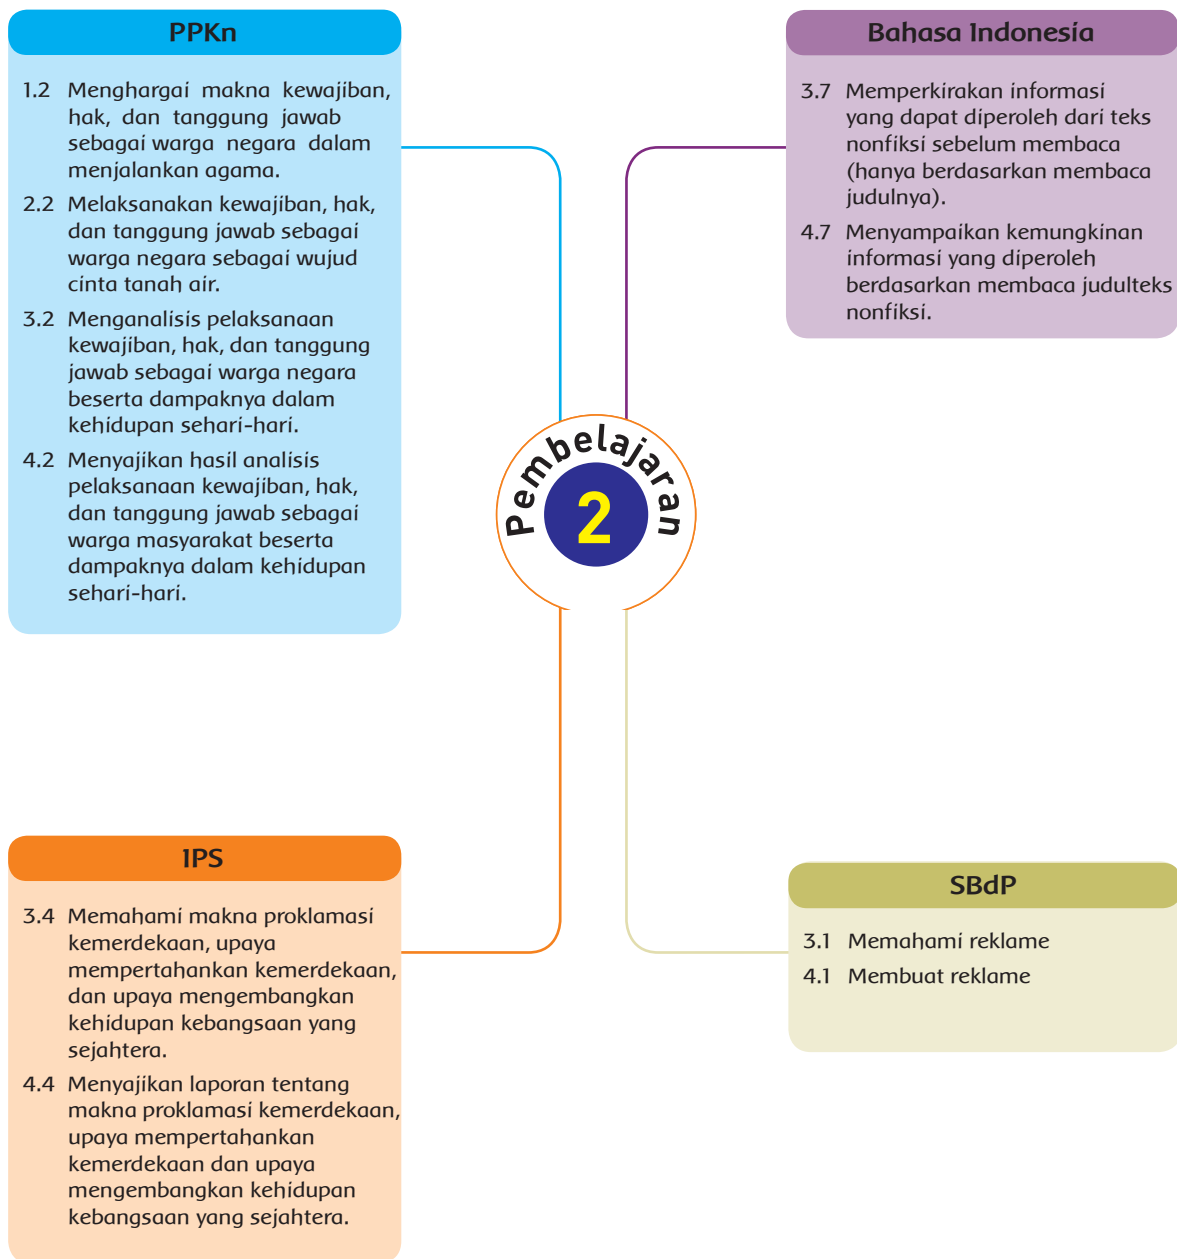 PPKn
1.2 Menghargai makna kewajiban,
hak, dan tanggung jawab
sebagai warga negara dalam
menjalankan agama.
2.2 Melaksanakan kewajiban, hak,
dan tanggung jawab sebagai
warga negara sebagai wujud
cinta tanah air.
3.2 Menganalisis pelaksanaan
kewajiban, hak, dan tanggung
jawab sebagai warga negara
beserta dampaknya dalam
kehidupan sehari-hari.
4.2 Menyajikan hasil analisis
pelaksanaan kewajiban, hak,
dan tanggung jawab sebagai
warga masyarakat beserta
dampaknya dalam kehidupan
sehari-hari.
Bahasa Indonesia
3.7 Memperkirakan informasi
yang dapat diperoleh dari teks
nonfiksi sebelum membaca
(hanya berdasarkan membaca
judulnya).
4.7 Menyampaikan kemungkinan
informasi yang diperoleh
berdasarkan membaca judulteks
nonfiksi.
Pembelajaran
2
IPS
3.4 Memahami makna proklamasi
kemerdekaan, upaya
mempertahankan kemerdekaan,
dan upaya mengembangkan
kehidupan kebangsaan yang
sejahtera.
4.4 Menyajikan laporan tentang
makna proklamasi kemerdekaan,
upaya mempertahankan
kemerdekaan dan upaya
mengembangkan kehidupan
kebangsaan yang sejahtera.
SBdP
3.1 Memahami reklame
4.1 Membuat reklame